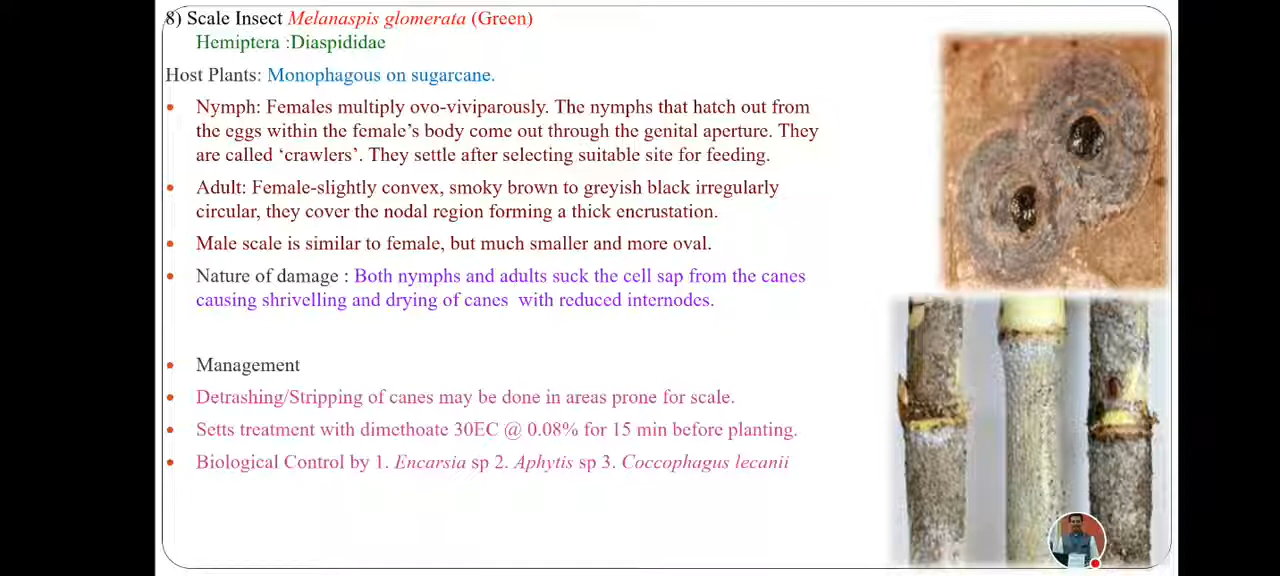 8) Scale Insect Melanaspis glomerata (Green)
Hemiptera :Diaspididae
Host Plants: Monophagous on sugarcane.
• Nymph: Females multiply ovo-viviparously. The nymphs that hatch out from
the eggs within the female's body come out through the genital aperture. They
are called 'crawlers'. They settle after selecting suitable site for feeding.
• Adult: Female-slightly convex, smoky brown to greyish black irregularly
circular, they cover the nodal region forming a thick encrustation.
• Male scale is similar to female, but much smaller and more oval.
• Nature of damage : Both nymphs and adults suck the cell sap from the canes
causing shrivelling and drying of canes with reduced internodes.
• Management
• Detrashing/Stripping of canes may be done in areas prone for scale.
• Setts treatment with dimethoate 30EC @ 0.08% for 15 min before planting.
• Biological Control by 1. Encarsia sp 2. Aphytis sp 3. Coccophagus lecanii